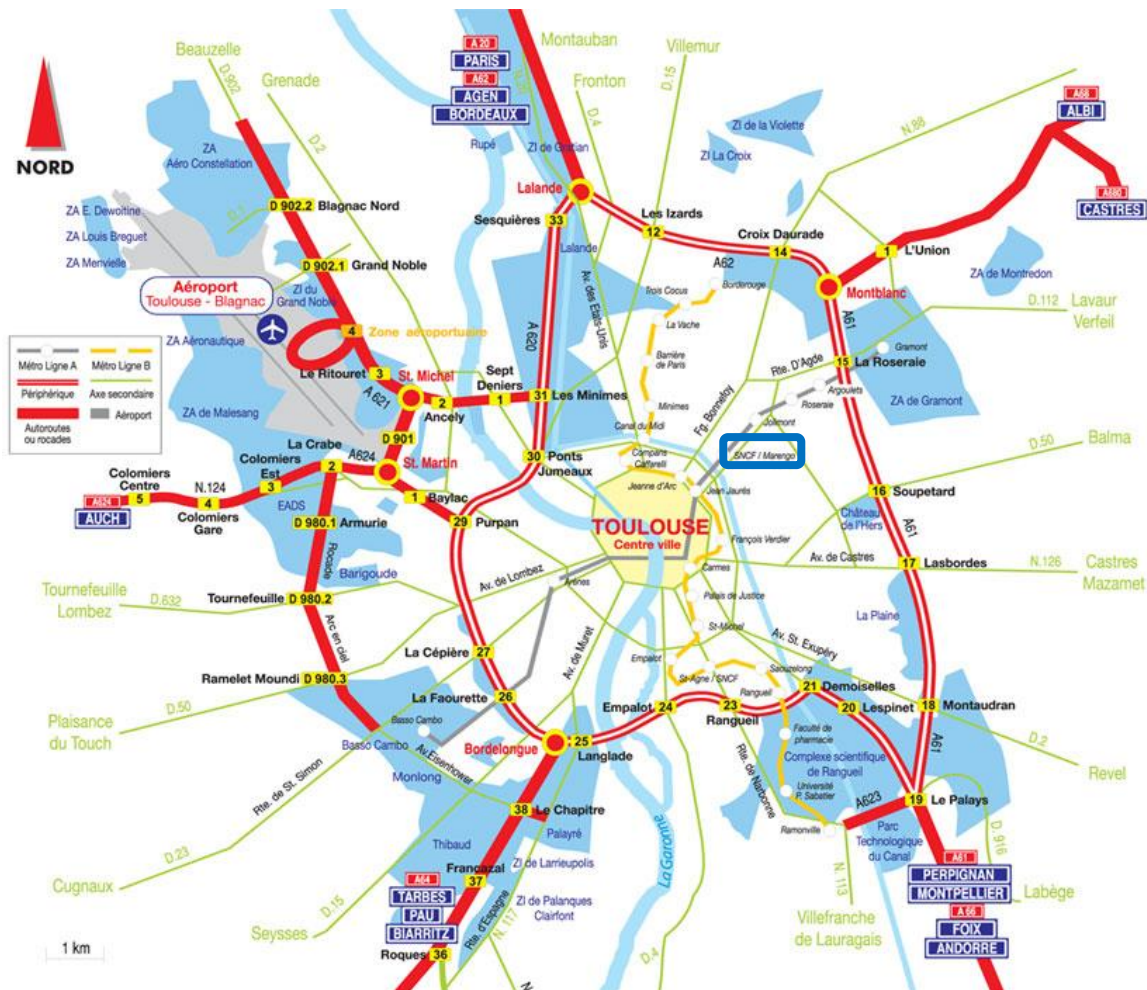 NORD
Beauzelle
D.902
Grenade
D.2
A 20
PARIS
A62
AGEN
BORDEAUX
Montauban
N.20
Fronton
D.4
Villemur
D.15
ZI de la Violette
ZI La Croix
N.88
A68
ALBI
A680
CASTRES
ZA
Aéro Constellation
Rupé
ZI de Gratian
Lalande
Sesquières
33
Les Izards
12
Croix Daurade
14
1
L'Union
ZA E. Dewoitine
ZA Louis Breguet
ZA Menvielle
D.1
D 902.2
Blagnac Nord
D 902.1
Grand Noble
Lalande
A62
Borderouge
Trois Cocus
Montblanc
ZA de Montredon
Aéroport
Toulouse - Blagnac
ZI du
Grand Noble
4
Zone aéroportuaire
ZA Aéronautique
Av. des Etats-Unis
La Vache
A61
D.112
Lavaur
Verfeil
Métro Ligne A
Métro Ligne B
Périphérique
Axe secondaire
Autoroutes
ou rocades
Aéroport
A 620
Barrière
de Paris
Rte. D'Agde
Gramont
15
La Roseraie
Le Ritouret
3
St. Michel
A 621
2
Ancely
Sept
Deniers
1
31
Les Minimes
Minimes
Fg. Bonnefoy
Argoulets
Roseraie
Jolimont
ZA de Gramont
ZA de Malesang
D 901
Canal du Midi
La Crabe
A624
St. Martin
30
Ponts
Jumeaux
Compans
Caffarelli
SNCF / Marengo
D.50
Balma
Colomiers
Est
2
3
Colomiers
Centre
5
N.124
4
Colomiers
Gare
A624
AUCH
1
Baylac
29
Purpan
Jeanne d'Arc
Jean Jaurès
16
Soupetard
EADS
D 980.1
Armurie
TOULOUSE
Centre ville
François Verdier
Château
de l'Hers
A61
Rocade
Barigoude
Av. de Lombez
Arènes
Carmes
Av. de Castres
17
Lasbordes
N.126
Castres
Mazamet
Tournefeuille
Lombez
D.632
Tournefeuille
D 980.2
Palais de Justice
La Plaine
Arc en ciel
St-Michel
Av. St. Exupéry
La Cépière
27
Av. de Muret
Empalot
St-Agne / SNCF
Saouzelong
Rangueil
Ramelet Moundi
D 980.3
D.50
Plaisance
du Touch
La Faourette
26
Empalot
24
23
Rangueil
21
Demoiselles
20
Lespinet
18
Montaudran
Basso Cambo
Basso Cambo
Bordelongue
25
Langlade
Faculté de
pharmacie
Av.Eisenhower
Monlong
Rte. de St. Simon
Complexe scientifique
de Rangueil
A61
D.2
Revel
Rte. de Narbonne
Université
P. Sabatier
A623
19
Le Palays
38
Le Chapitre
Palayré
Ramonville
Parc
Technologique
du Canal
D. 916
La Garonne
Thibaud
ZI de Larrieupolis
D.23
Cugnaux
Françazal
37
A64
TARBES
PAU
BIARRITZ
ZI de Palanques
Clairfont
N. 113
A61
PERPIGNAN
MONTPELLIER
A 66
FOIX
ANDORRE
Labège
D.15
Seysses
Rte. d'Espagne
N. 117
Villefranche
de Lauragais
1 km
Roques
36
D.4
N